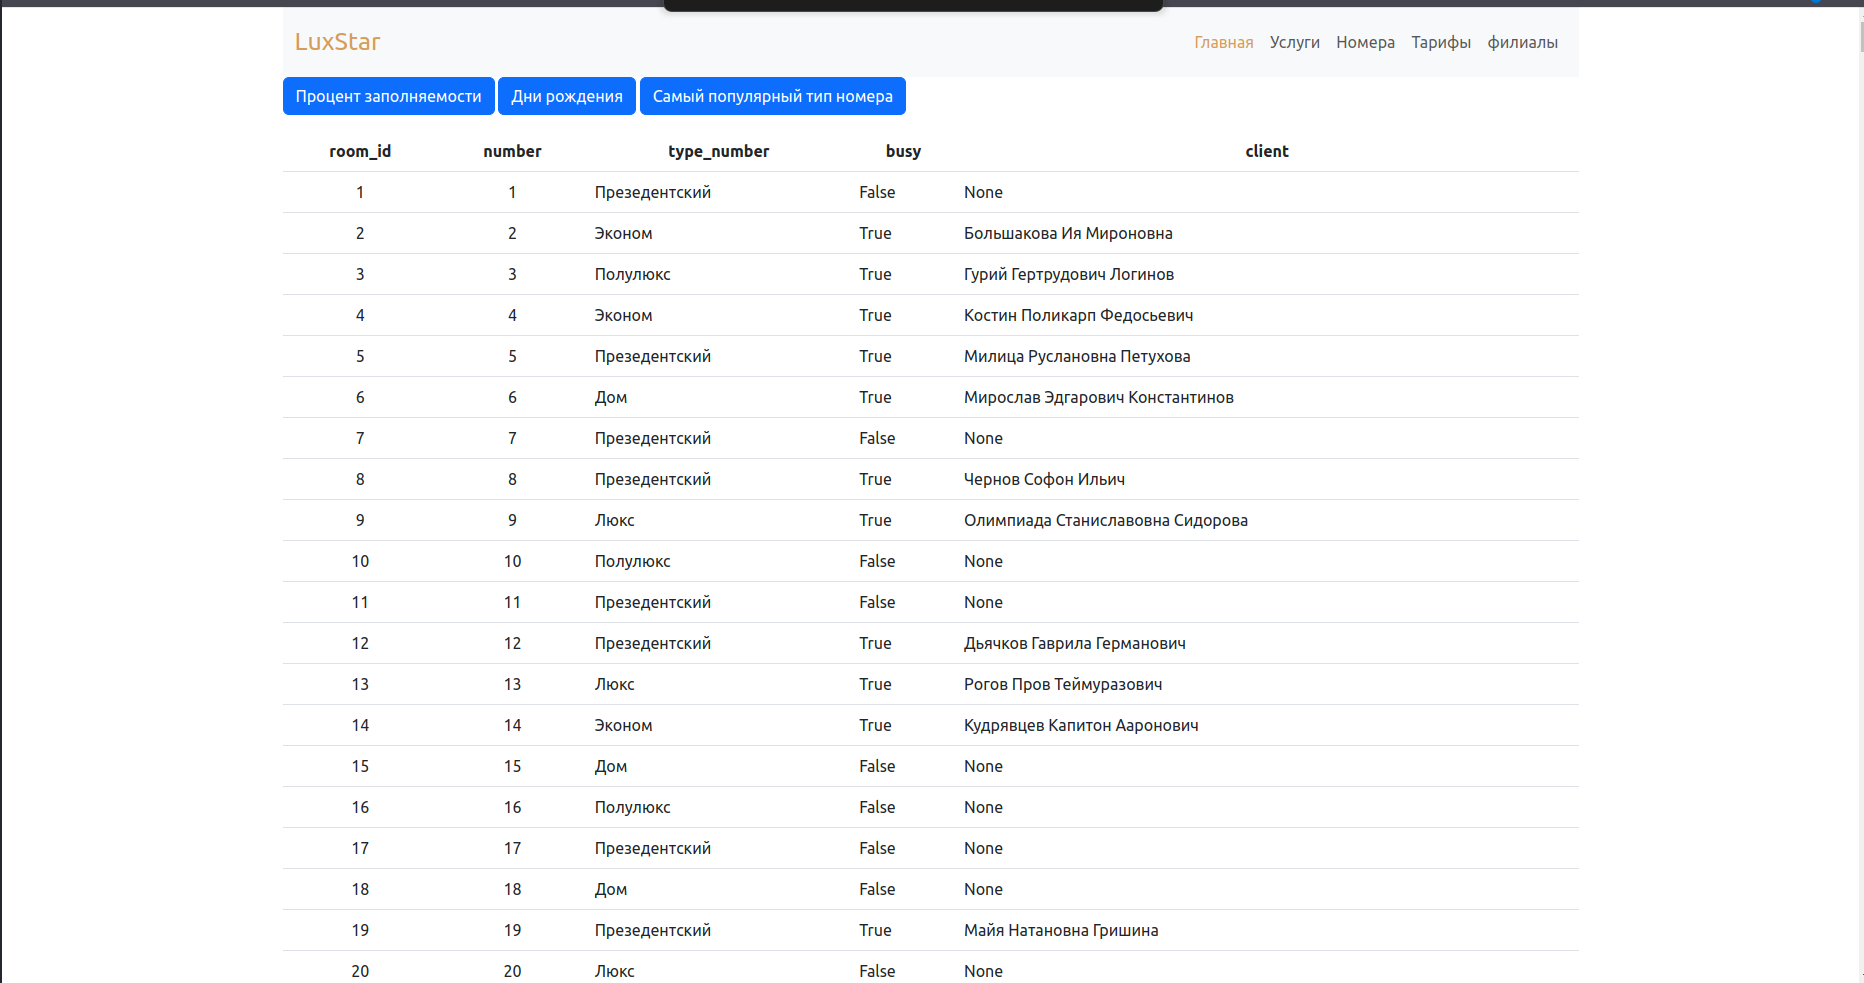 LuxStar Главная Услуги Номера Тарифы филиалы
Процент заполняемости Дни рождения Самый популярный тип номера
room_id number type_number busy client
1 1 Презедентский False None
2 2 Эконом True Большакова Ия Мироновна
3 3 Полулюкс True Гурий Гертрудович Логинов
4 4 Эконом True Костин Поликарп Федосьевич
5 5 Презедентский True Милица Руслановна Петухова
6 6 Дом True Мирослав Эдгарович Константинов
7 7 Презедентский False None
8 8 Презедентский True Чернов Софон Ильич
9 9 Люкс True Олимпиада Станиславовна Сидорова
10 10 Полулюкс False None
11 11 Презедентский False None
12 12 Презедентский True Дьячков Гаврила Германович
13 13 Люкс True Рогов Пров Теймуразович
14 14 Эконом True Кудрявцев Капитон Ааронович
15 15 Дом False None
16 16 Полулюкс False None
17 17 Презедентский False None
18 18 Дом False None
19 19 Презедентский True Майя Натановна Гришина
20 20 Люкс False None